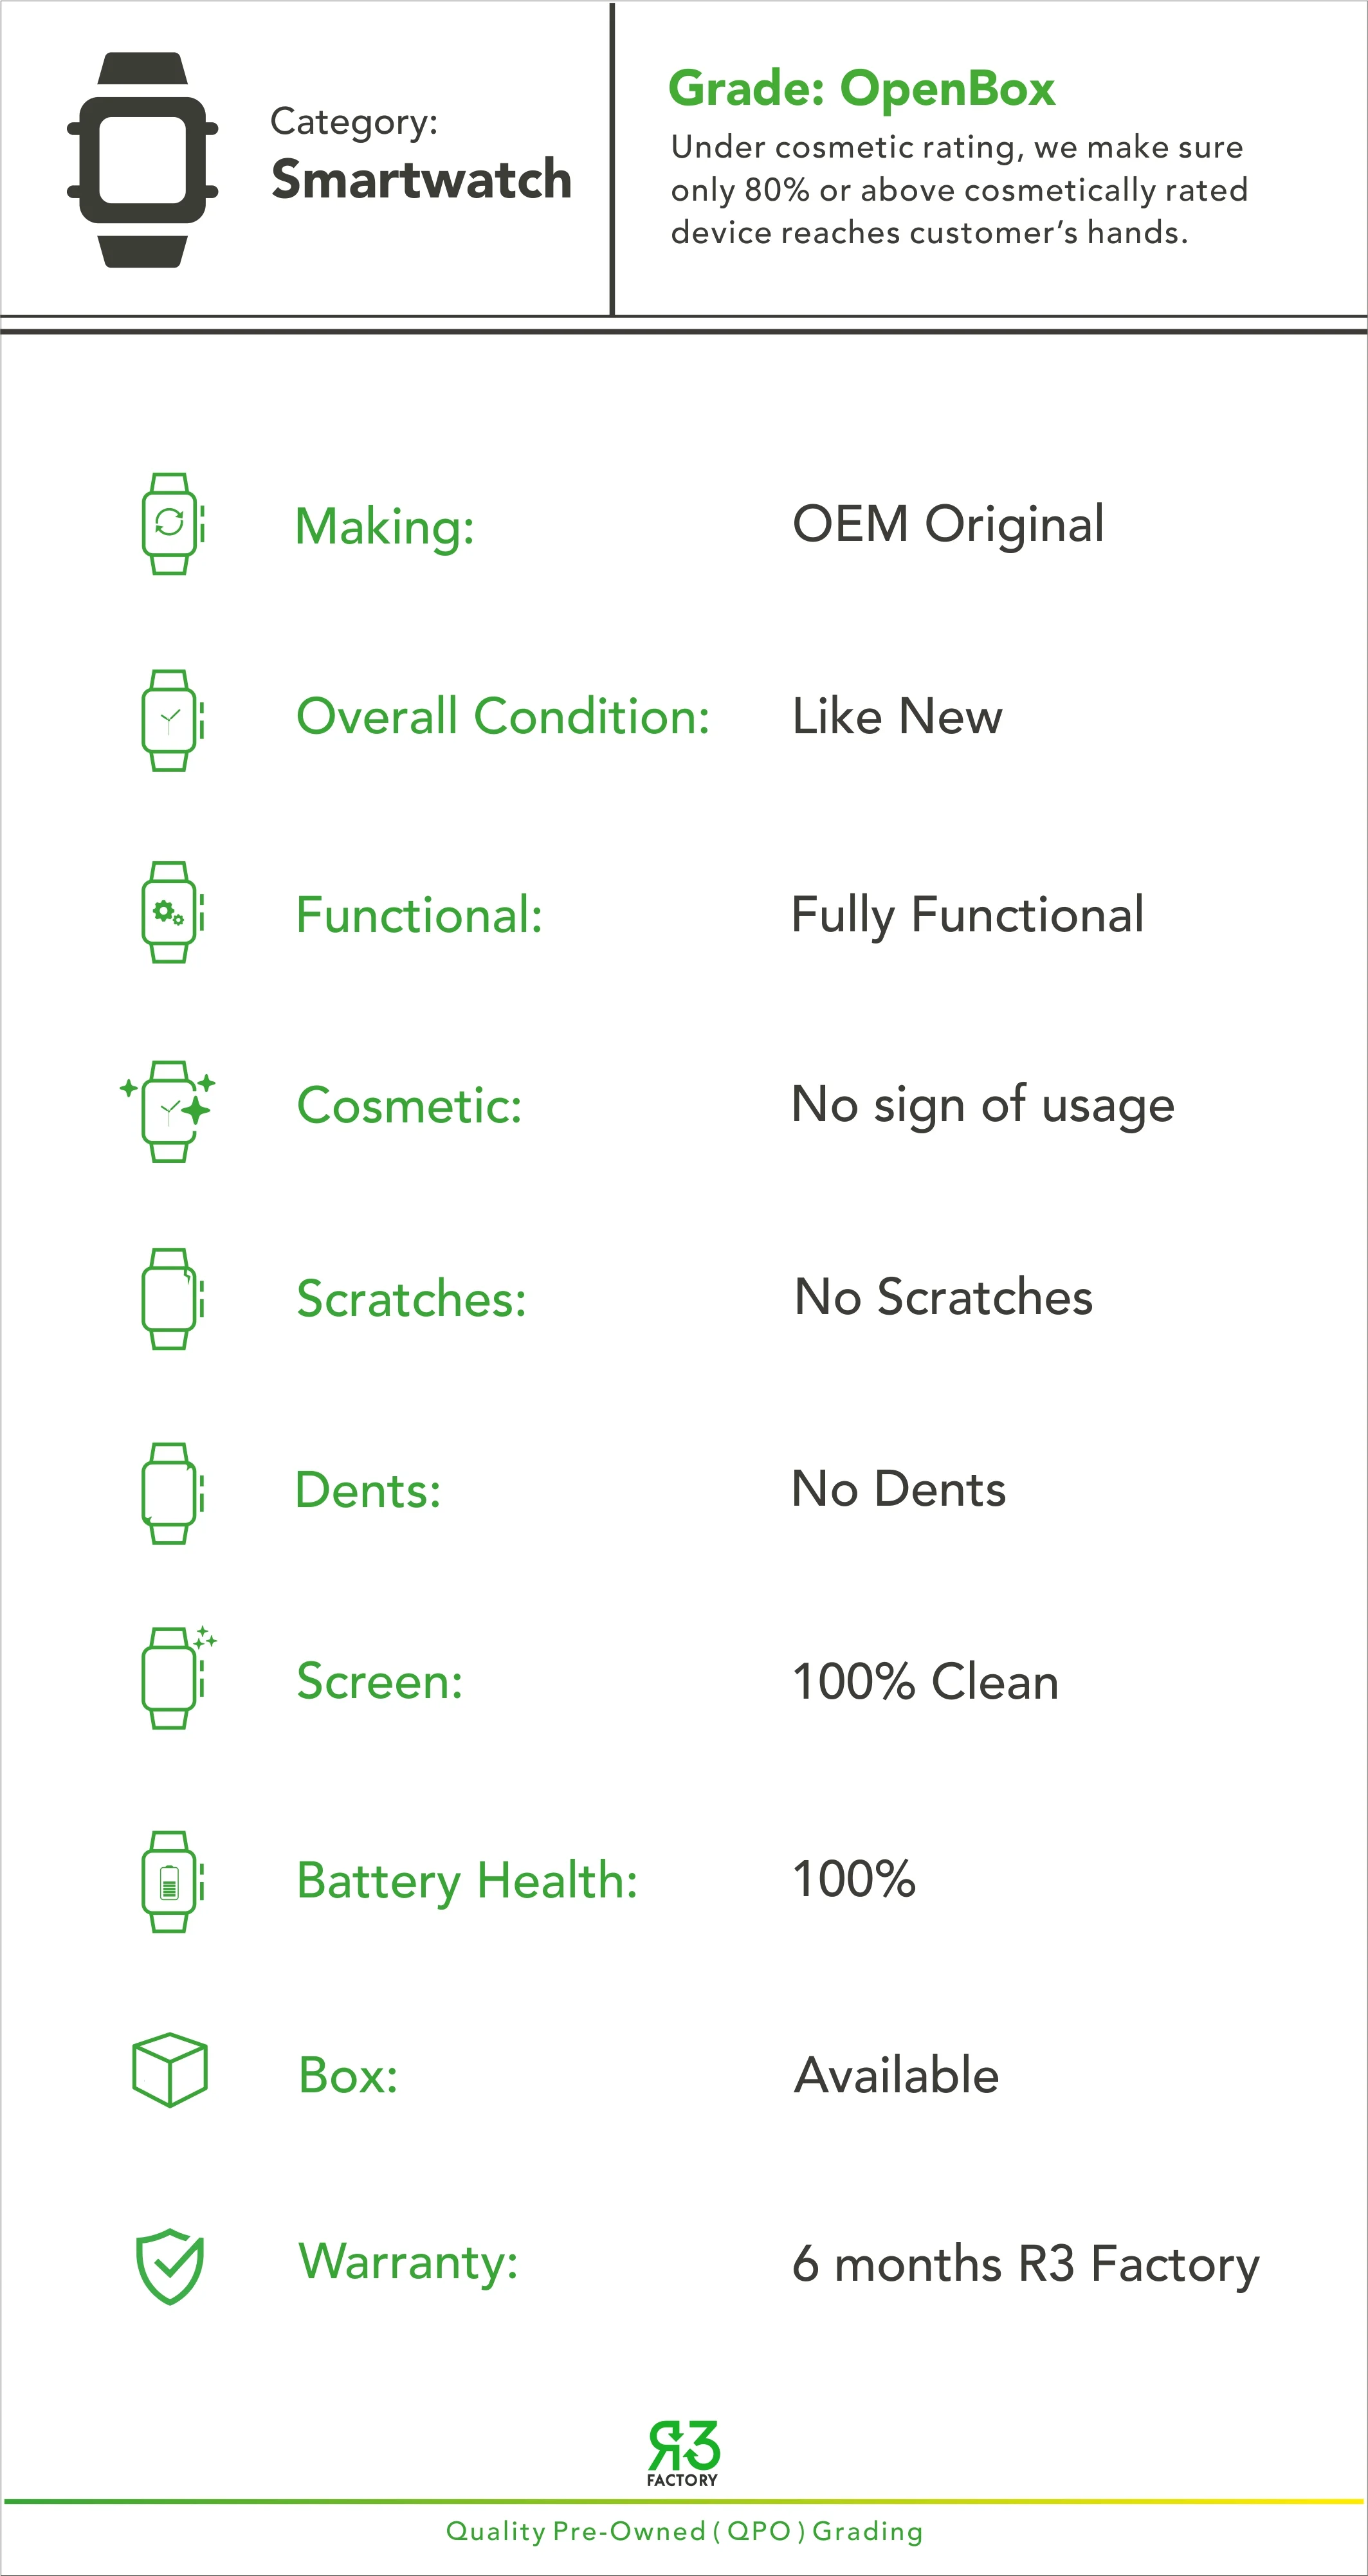 Category:
Smartwatch
Grade: OpenBox
Under cosmetic rating, we make sure
only 80% or above cosmetically rated
device reaches customer’s hands.
Making: OEM Original
Overall Condition: Like New
Functional: Fully Functional
Cosmetic: No sign of usage
Scratches: No Scratches
Dents: No Dents
Screen: 100% Clean
Battery Health: 100%
Box: Available
Warranty: 6 months R3 Factory
R3
FACTORY
Quality Pre-Owned ( QPO ) Grading